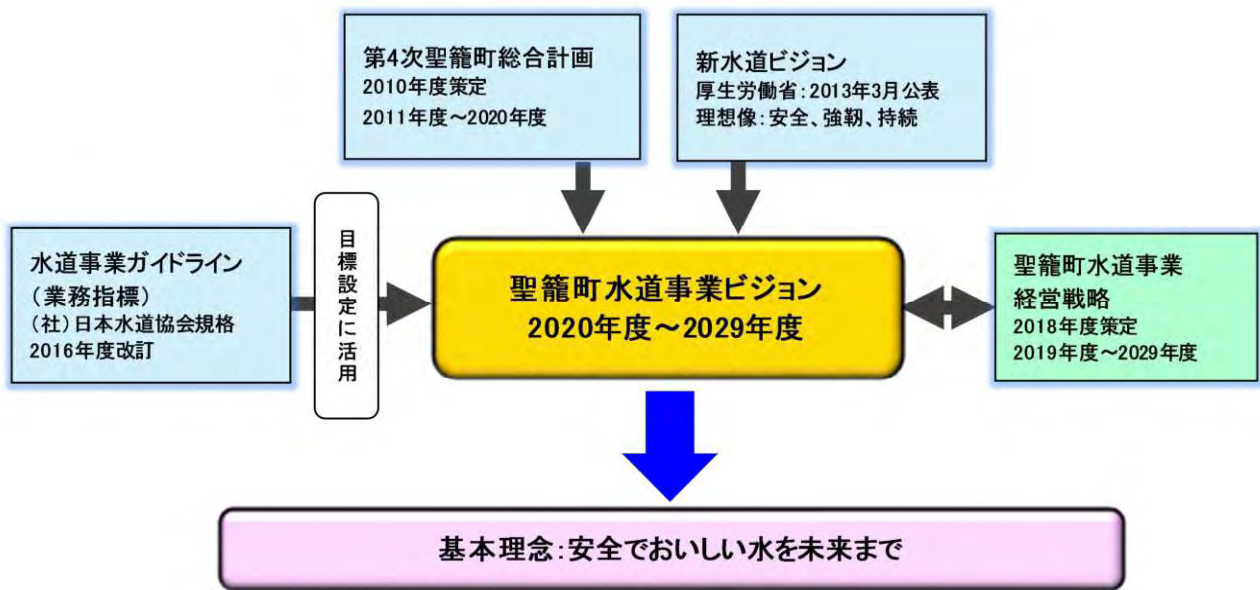 第4次聖籠町総合計画
2010年度策定
2011年度~2020年度
新水道ビジョン
厚生労働省:2013年3月公表
理想像:安全、強靭、持続
水道事業ガイドライン
(業務指標)
(社)日本水道協会規格
2016年度改訂
目標設定に活用
聖籠町水道事業ビジョン
2020年度~2029年度
聖籠町水道事業
経営戦略
2018年度策定
2019年度~2029年度
基本理念:安全でおいしい水を未来まで